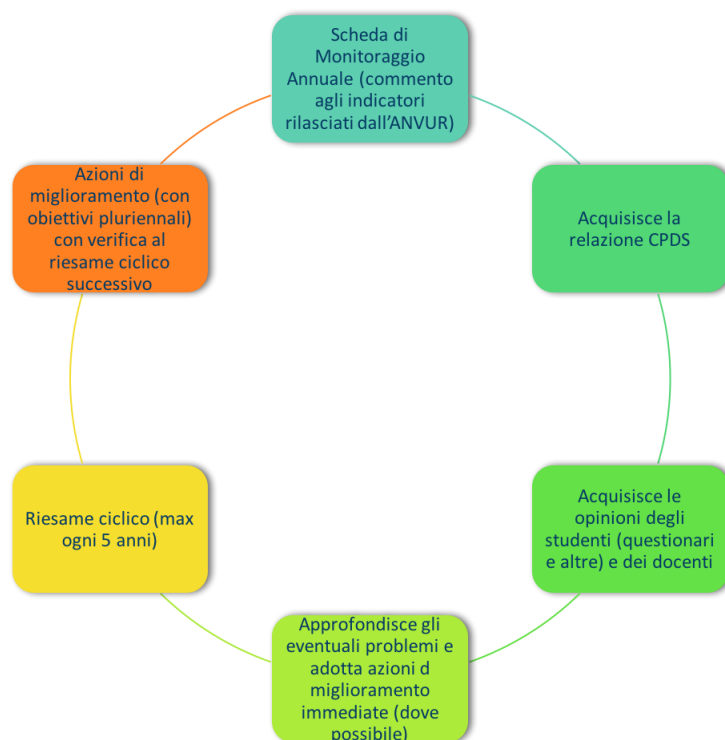 Scheda di
Monitoraggio
Annuale (commento
agli indicatori
rilasciati dall'ANVUR)
Acquisisce la
relazione CPDS
Acquisisce le
opinioni degli
studenti (questionari
e altre) e dei docenti
Approfondisce gli
eventuali problemi e
adotta azioni d
miglioramento
immediate (dove
possibile)
Riesame ciclico (max
ogni 5 anni)
Azioni di
miglioramento (con
obiettivi pluriennali)
con verifica al
riesame ciclico
successivo